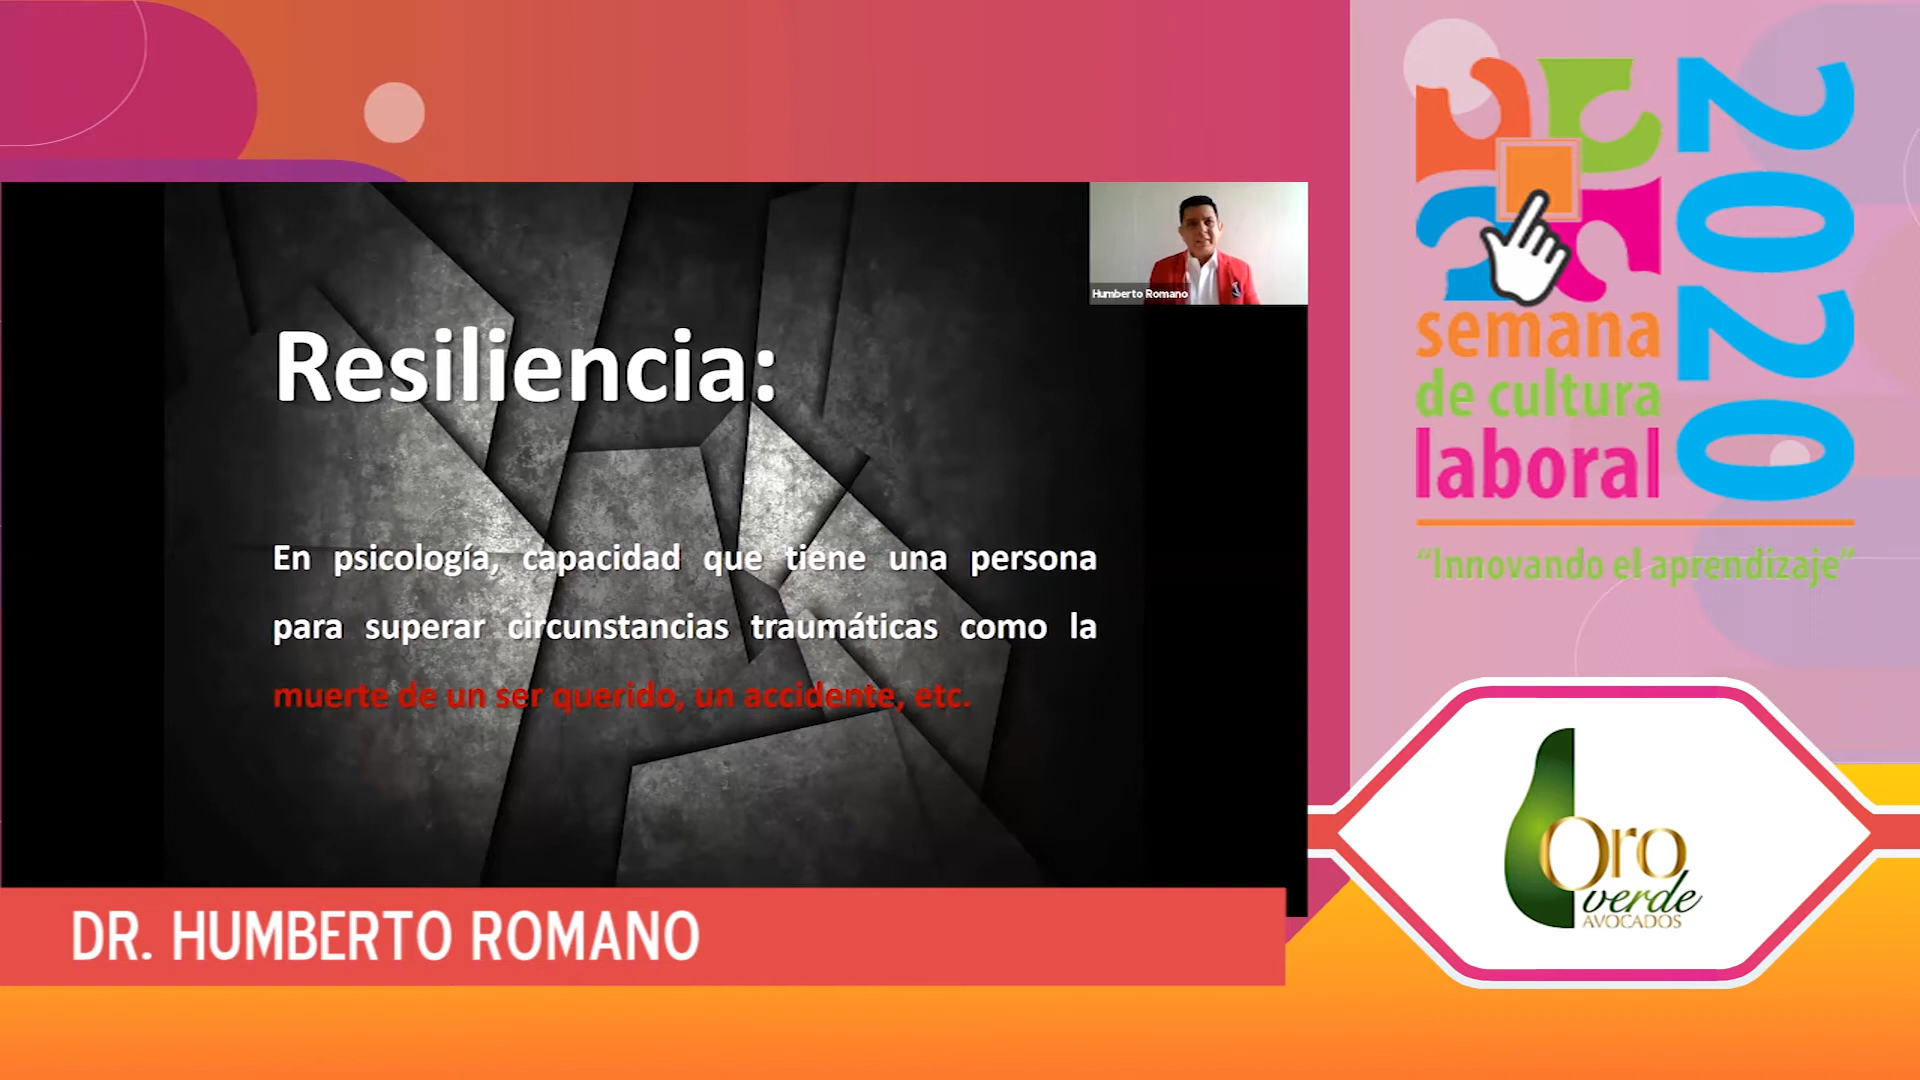 Resiliencia:
En psicología, capacidad que tiene una persona
para superar circunstancias traumáticas como la
muerte de un ser querido, un accidente, etc.
Humberto Romano
DR. HUMBERTO ROMANO
semana
de cultura
laboral
2020
“Innovando el aprendizaje”
Oro
verde
AVOCADOS